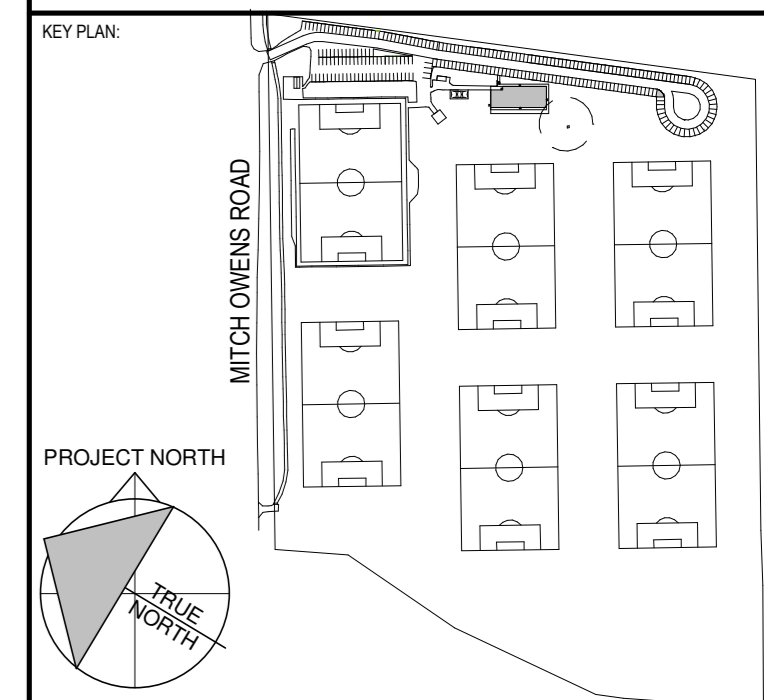 KEY PLAN:
MITCH OWENS ROAD
PROJECT NORTH
TRUE
NORTH